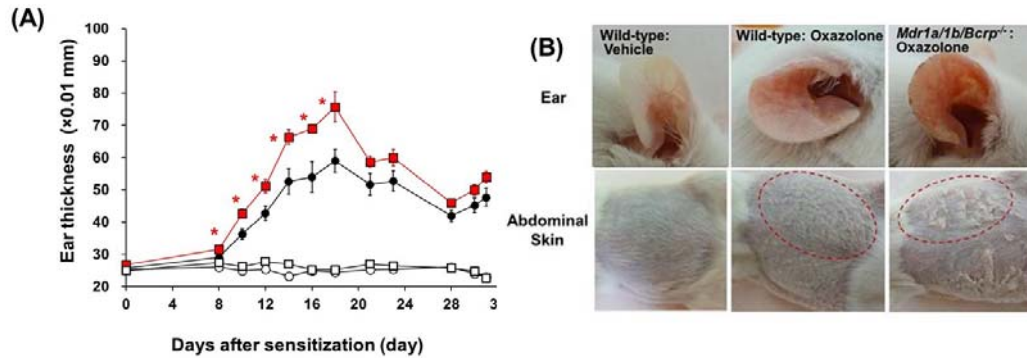 (A)
Ear thickness (×0.01 mm)
100
90
80
70
60
50
40
30
20
* * * * * * *
0 4 8 12 16 20 24 28 3
Days after sensitization (day)
(B)
Wild-type:
Vehicle
Wild-type: Oxazolone
Mdr1a/1b/Bcrp-/-:
Oxazolone
Ear
Abdominal
Skin